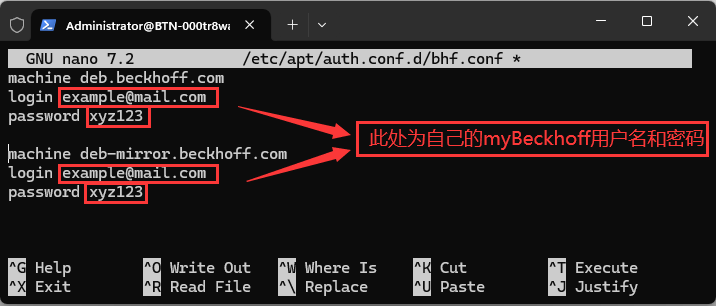 Administrator@BTN-000tr8wa
GNU nano 7.2 /etc/apt/auth.conf.d/bhf.conf *
machine deb.beckhoff.com
login example@mail.com
password xyz123
此处为自己的myBeckhoff用户名和密码
machine deb-mirror.beckhoff.com
login example@mail.com
password xyz123
^G Help ^O Write Out ^W Where Is ^K Cut ^T Execute
^X Exit ^R Read File ^\ Replace ^U Paste ^J Justify